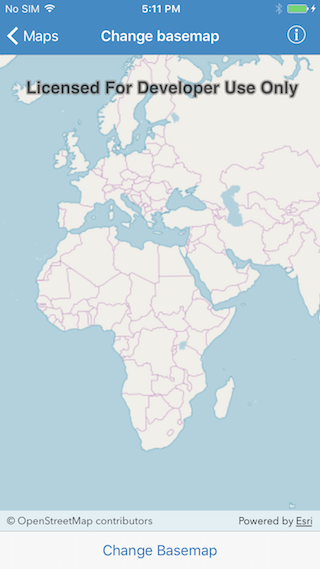 No SIM 5:11 PM
Maps Change basemap
Licensed For Developer Use Only
© OpenStreetMap contributors Powered by Esri
Change Basemap